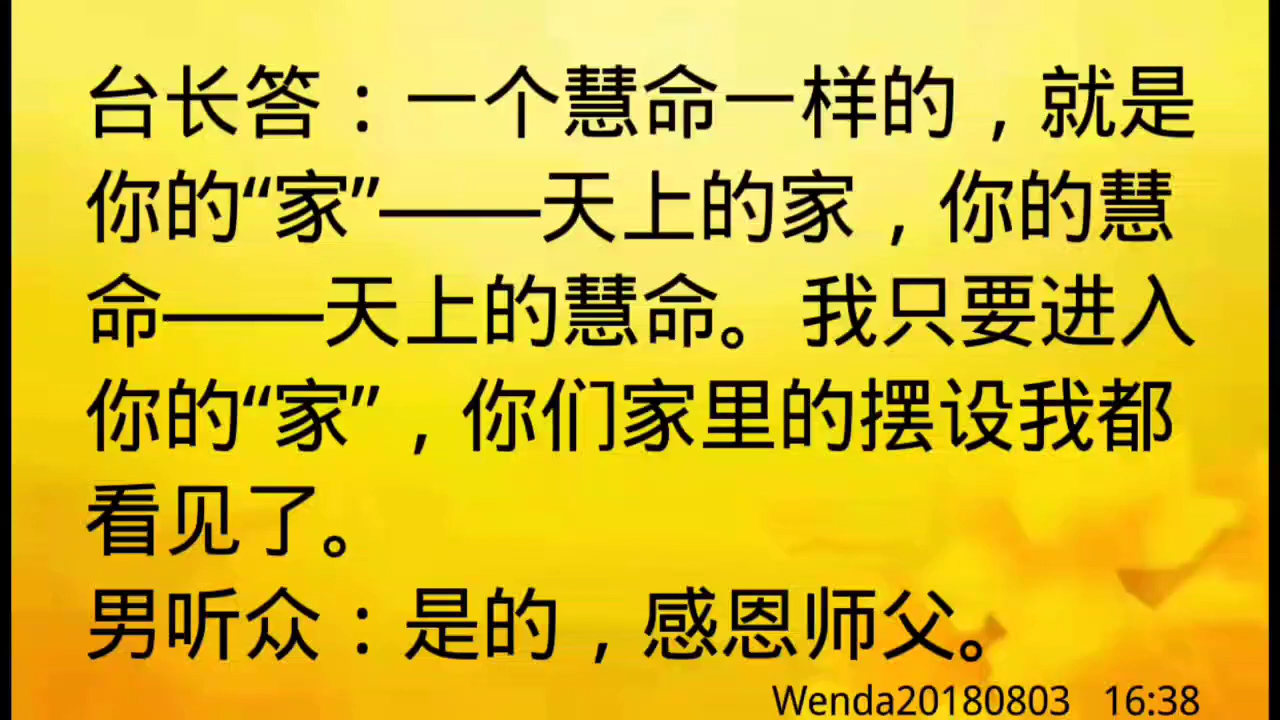 台长答：一个慧命一样的，就是
你的“家”——天上的家，你的慧
命——天上的慧命。我只要进入
你的“家”，你们家里的摆设我都
看见了。
男听众：是的，感恩师父。
Wenda20180803 16:38